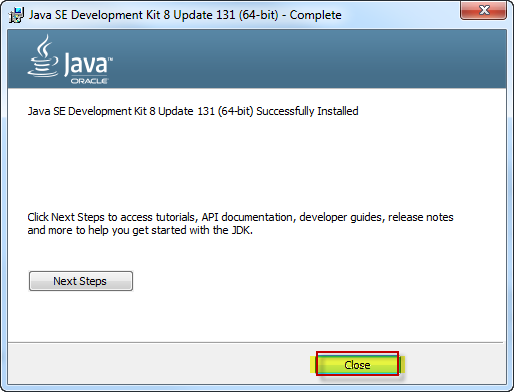 Java SE Development Kit 8 Update 131 (64-bit) - Complete
Java™
ORACLE
Java SE Development Kit 8 Update 131 (64-bit) Successfully Installed
Click Next Steps to access tutorials, API documentation, developer guides, release notes
and more to help you get started with the JDK.
Next Steps
Close